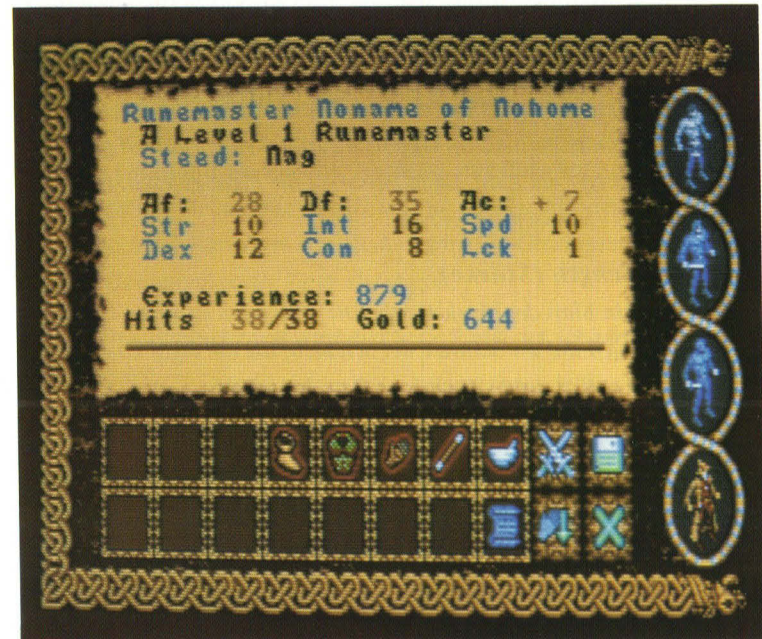 Runemaster Noname of Nohome
A Level 1 Runemaster
Steed: Nag
Af: 28 Df: 35 Ac: + 7
Str 10 Int 16 Spd 10
Dex 12 Con 8 Lck 1
Experience: 879
Hits 38/38 Gold: 644